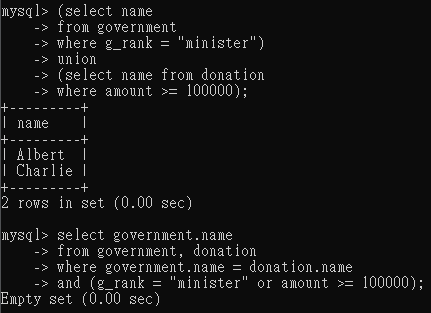 mysql> (select name
    -> from government
    -> where g_rank = "minister")
    -> union
    -> (select name from donation
    -> where amount >= 100000);
+---------+
| name    |
+---------+
| Albert  |
| Charlie |
+---------+
2 rows in set (0.00 sec)

mysql> select government.name
    -> from government, donation
    -> where government.name = donation.name
    -> and (g_rank = "minister" or amount >= 100000);
Empty set (0.00 sec)